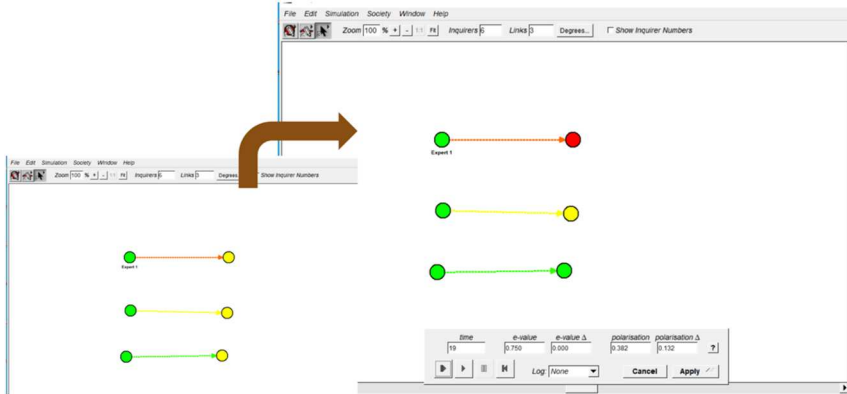 File Edit Simulation Society Window Help
Zoom 100 % + - 1:1 Fit Inquirers 6 Links 3 Degrees... Show Inquirer Numbers
Expert 1
File Edit Simulation Society Window Help
Zoom 100 % + - 1:1 Fit Inquirers 6 Links 3 Degrees Show Inquirer Numbers
Expert 1
time e-value e-value Δ polarisation polarisation Δ
19 0.750 0.000 0.382 0.132 ?
Log: None Cancel Apply